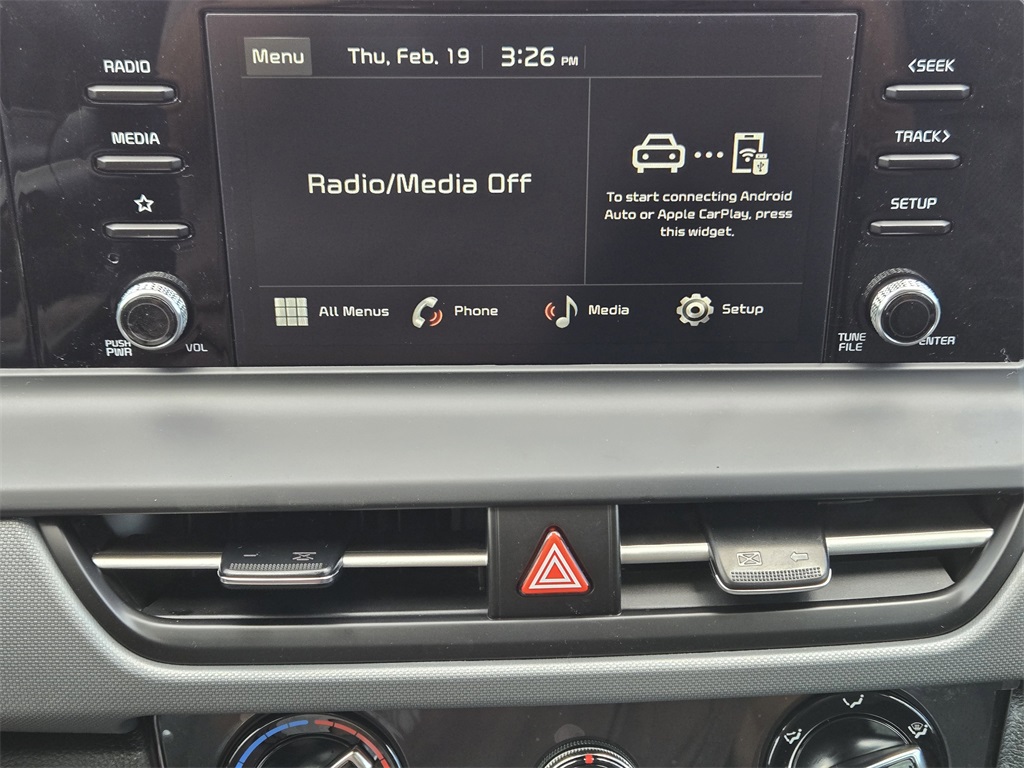 Menu Thu, Feb. 19 3:26 PM
RADIO
MEDIA
PUSH
PWR
VOL
Radio/Media Off
To start connecting Android
Auto or Apple CarPlay, press
this widget.
All Menus Phone Media Setup
<SEEK
TRACK>
SETUP
TUNE
FILE
ENTER